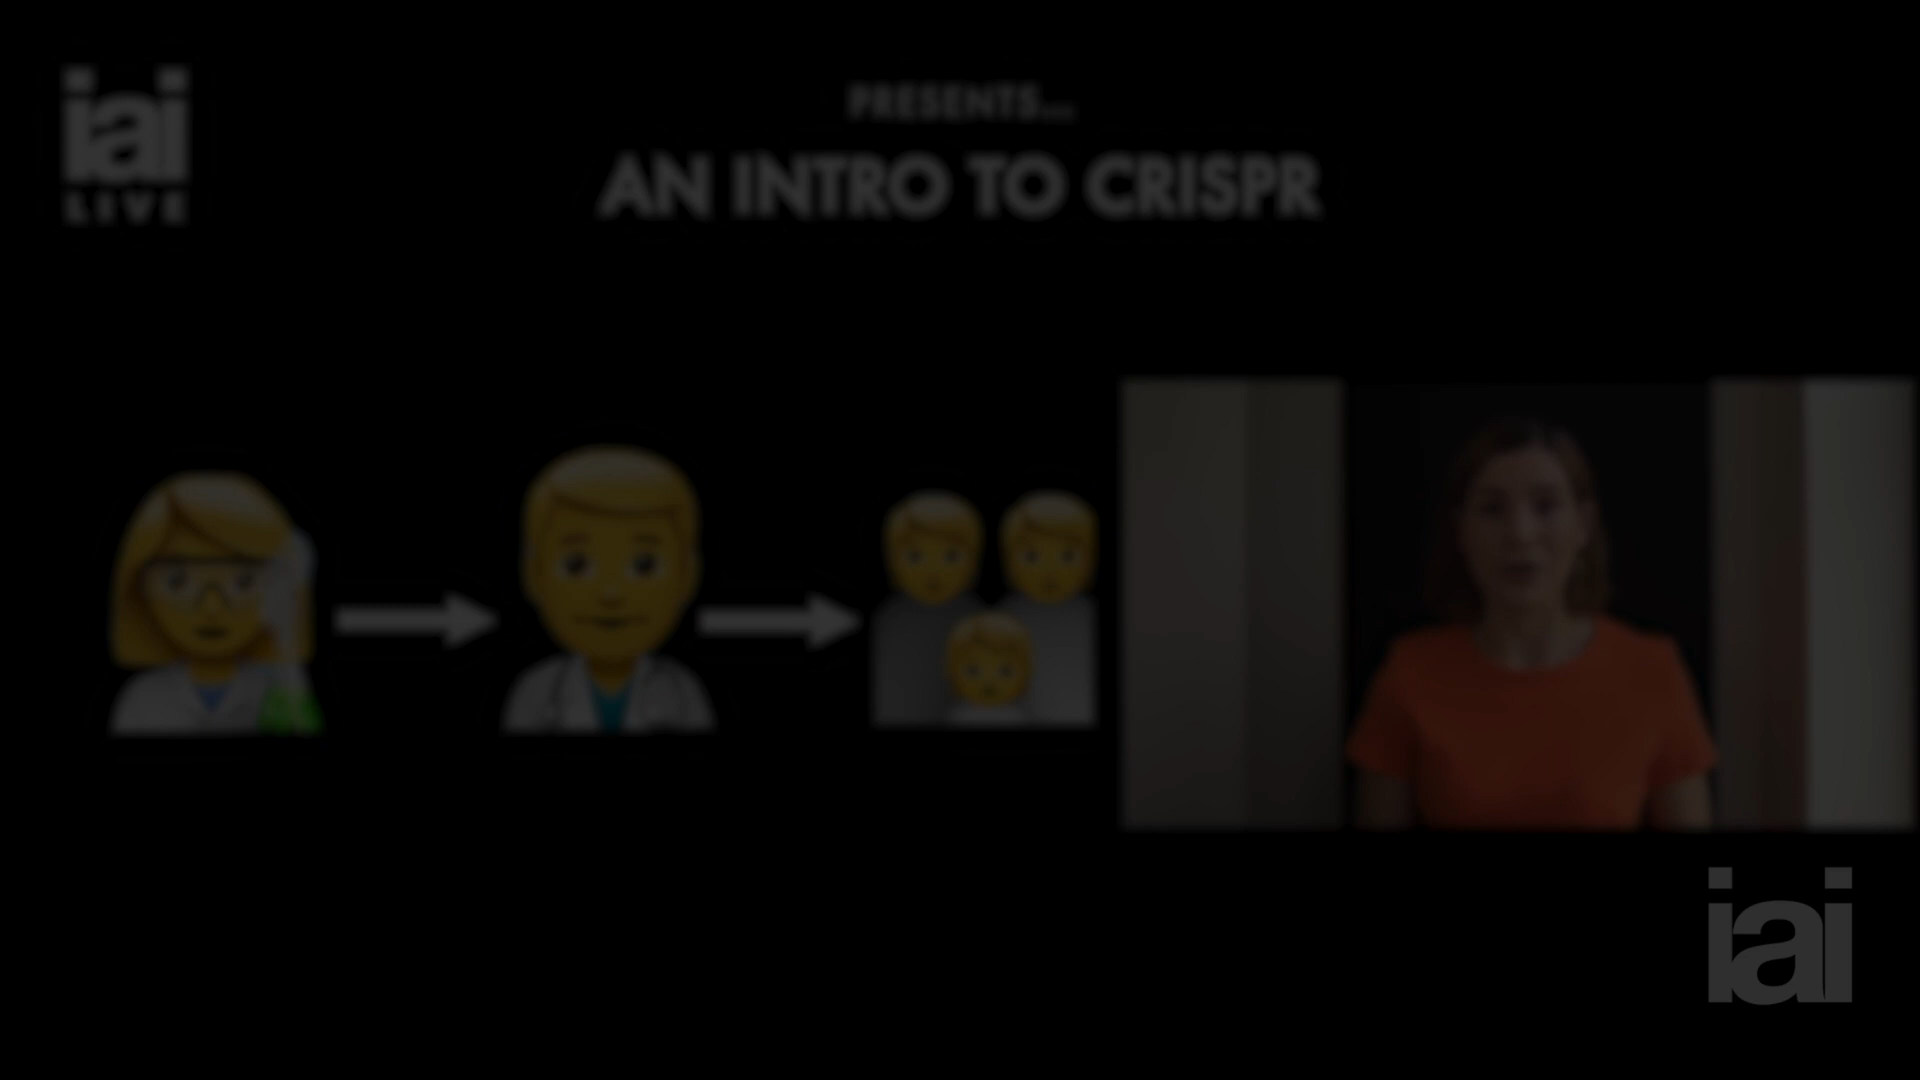 iai
LIVE
PRESENTS...
AN INTRO TO CRISPR
iai